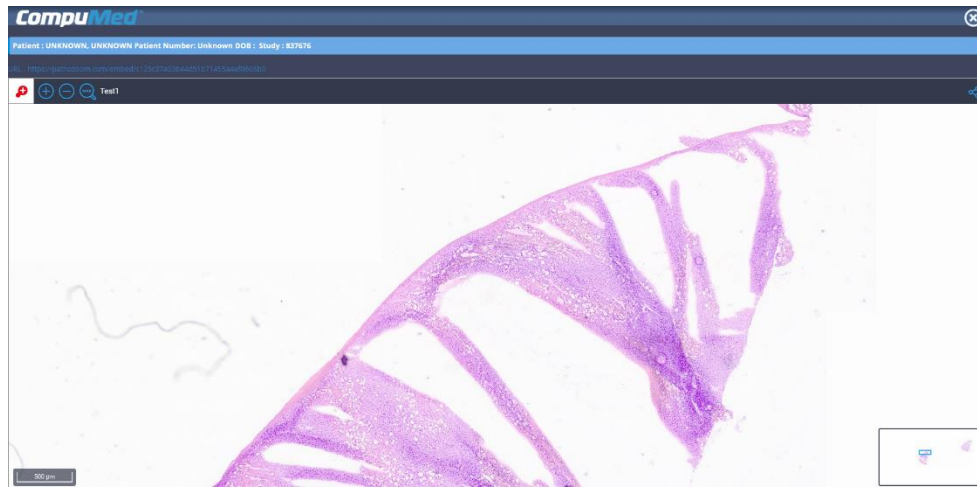 CompuMed
Patient : UNKNOWN, UNKNOWN Patient Number: Unknown DOB : Study : 837676
Test1
500 μm